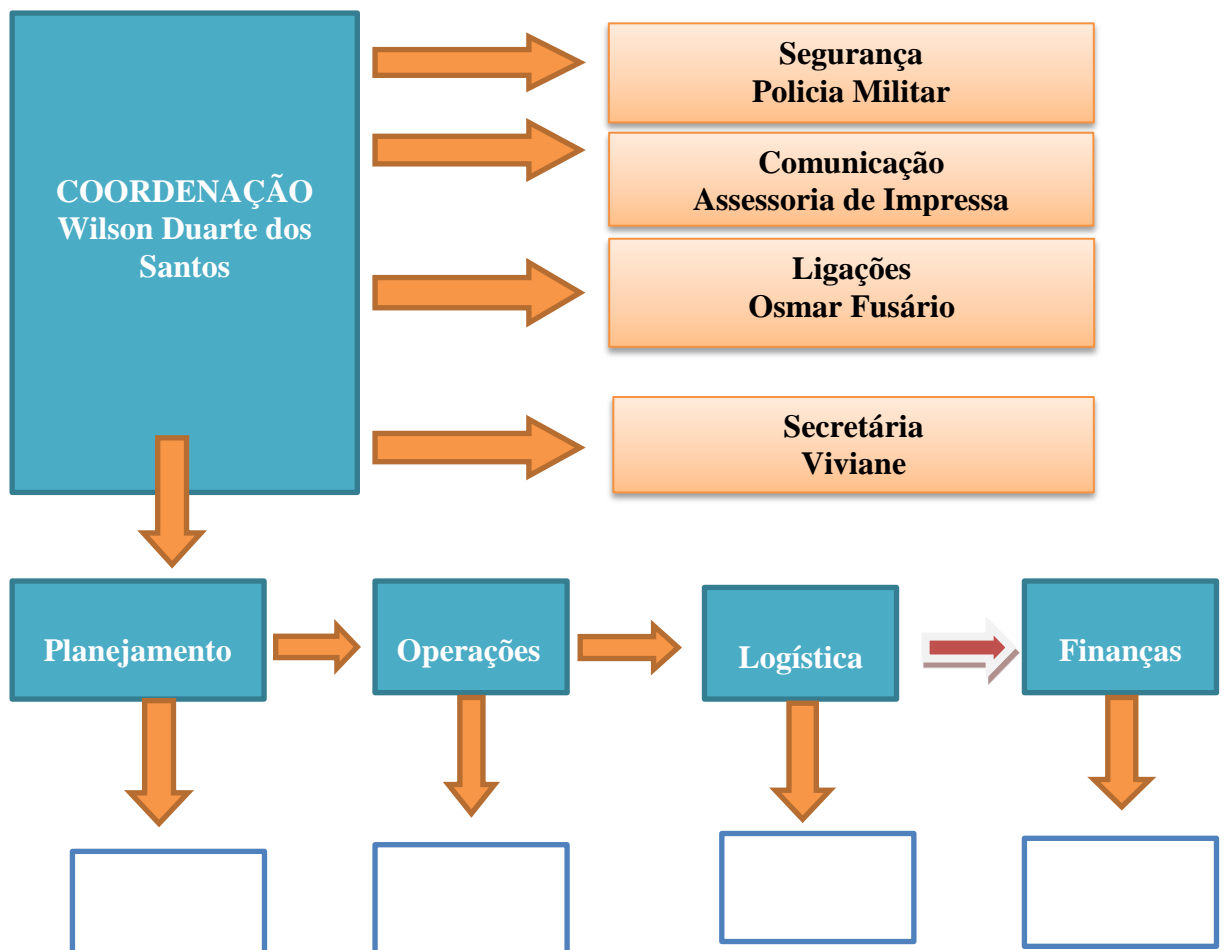 Segurança
Policia Militar
COORDENAÇÃO
Wilson Duarte dos
Santos
Comunicação
Assessoria de Impressa
Ligações
Osmar Fusário
Secretária
Viviane
Planejamento
Operações
Logística
Finanças